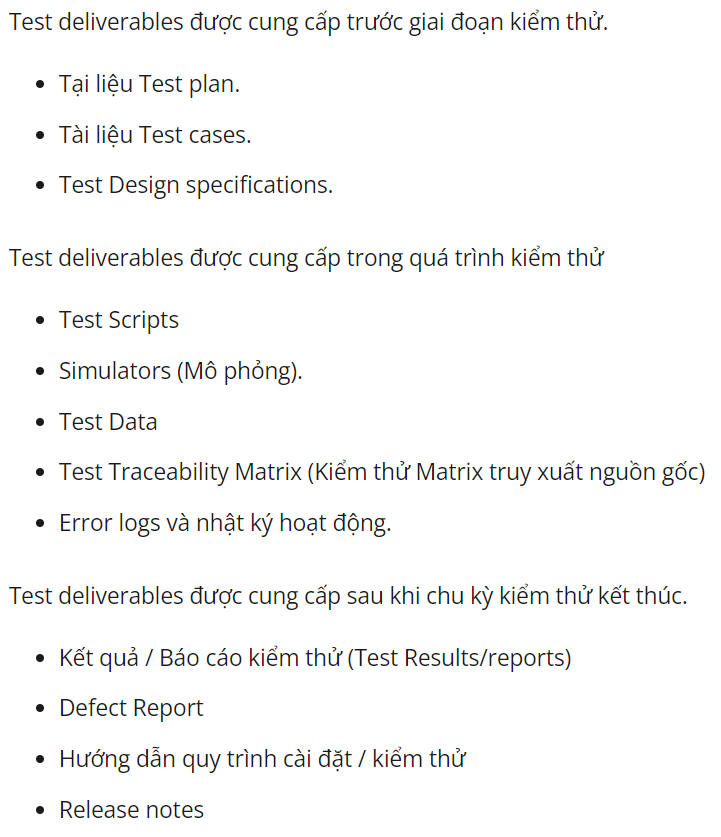 Test deliverables được cung cấp trước giai đoạn kiểm thử.
• Tại liệu Test plan.
• Tài liệu Test cases.
• Test Design specifications.
Test deliverables được cung cấp trong quá trình kiểm thử
• Test Scripts
• Simulators (Mô phỏng).
• Test Data
• Test Traceability Matrix (Kiểm thử Matrix truy xuất nguồn gốc)
• Error logs và nhật ký hoạt động.
Test deliverables được cung cấp sau khi chu kỳ kiểm thử kết thúc.
• Kết quả / Báo cáo kiểm thử (Test Results/reports)
• Defect Report
• Hướng dẫn quy trình cài đặt / kiểm thử
• Release notes